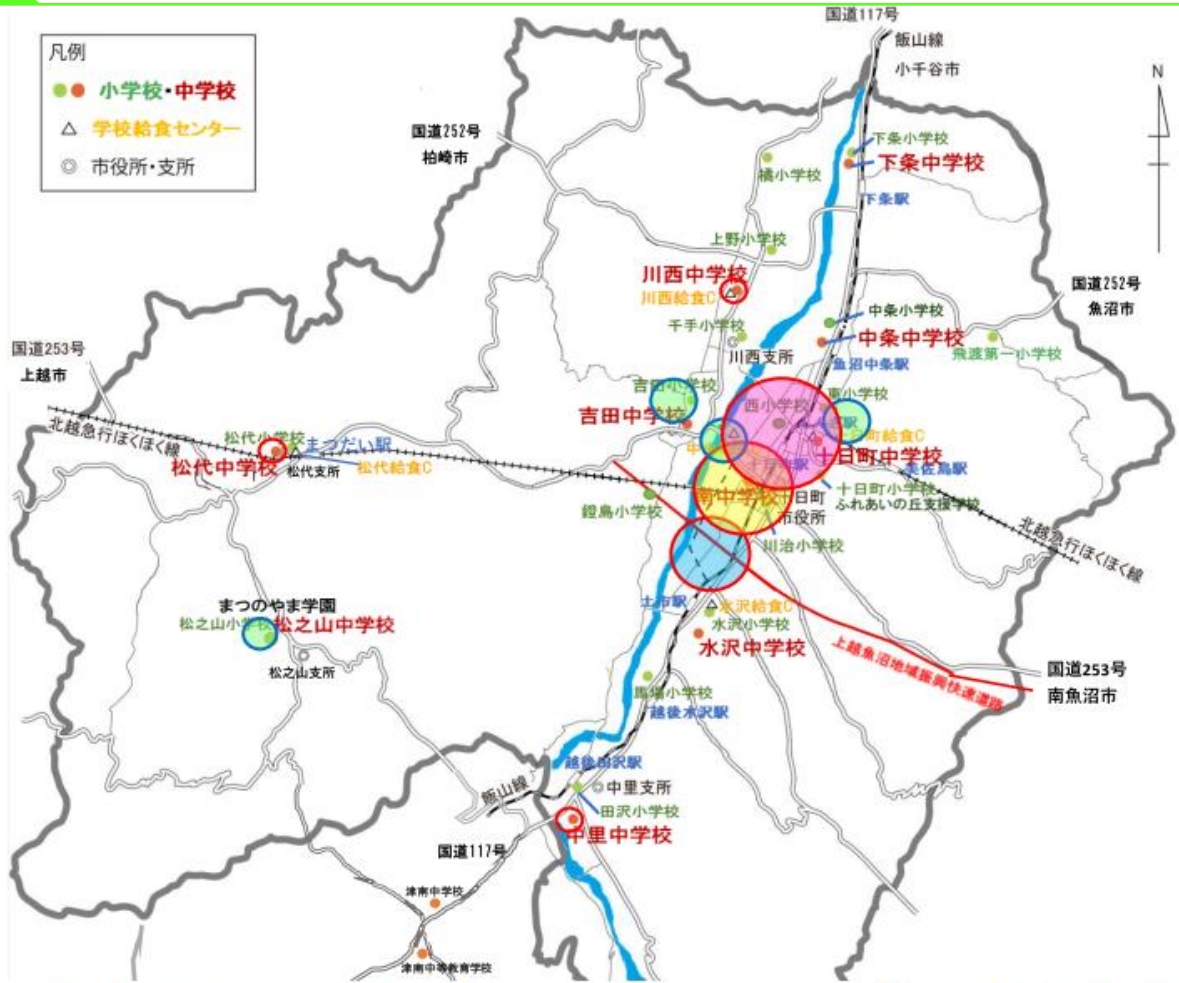 国道117号
飯山線
小千谷市
凡例
小学校・中学校
学校給食センター
市役所・支所
N
国道252号
柏崎市
下条小学校
下条中学校
橘小学校
下条駅
上野小学校
川西中学校
川西給食C
国道252号
魚沼市
中条小学校
千手小学校
中条中学校
川西支所
魚沼中条駅
飛渡第一小学校
国道253号
上越市
吉田小学校
西小学校
東小学校
吉田中学校
北越急行ほくほく線
松代小学校
まつだい駅
松代中学校
松代支所
松代給食C
町給食C
十日町中学校
美佐島駅
南中学校
十日町
市役所
十日町小学校
ふれあいの丘支援学校
鐙島小学校
川治小学校
北越急行ほくほく線
土市駅
水沢給食C
水沢小学校
水沢中学校
まつのやま学園
松之山小学校
松之山中学校
松之山支所
上越魚沼地域振興快速道路
国道253号
南魚沼市
馬場小学校
越後水沢駅
越後田沢駅
飯山線
中里支所
田沢小学校
中里中学校
国道117号
津南中学校
津南中等教育学校